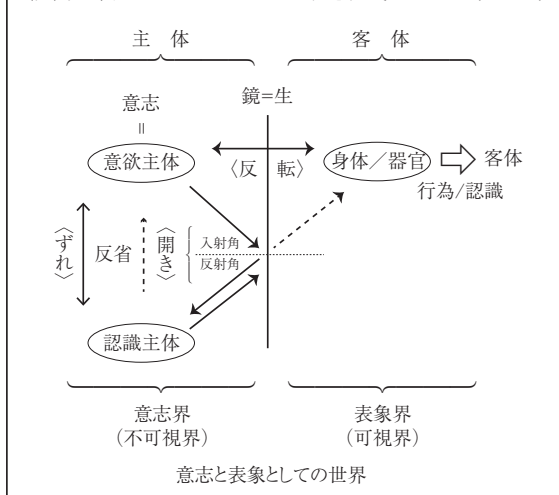 主　体
客　体
意志
=
鏡=生
意欲主体
〈反
転〉
身体／器官
客体
行為/認識
〈ずれ〉
反省
〈開き〉
入射角
反射角
認識主体
意志界
(不可視界)
表象界
(可視界)
意志と表象としての世界